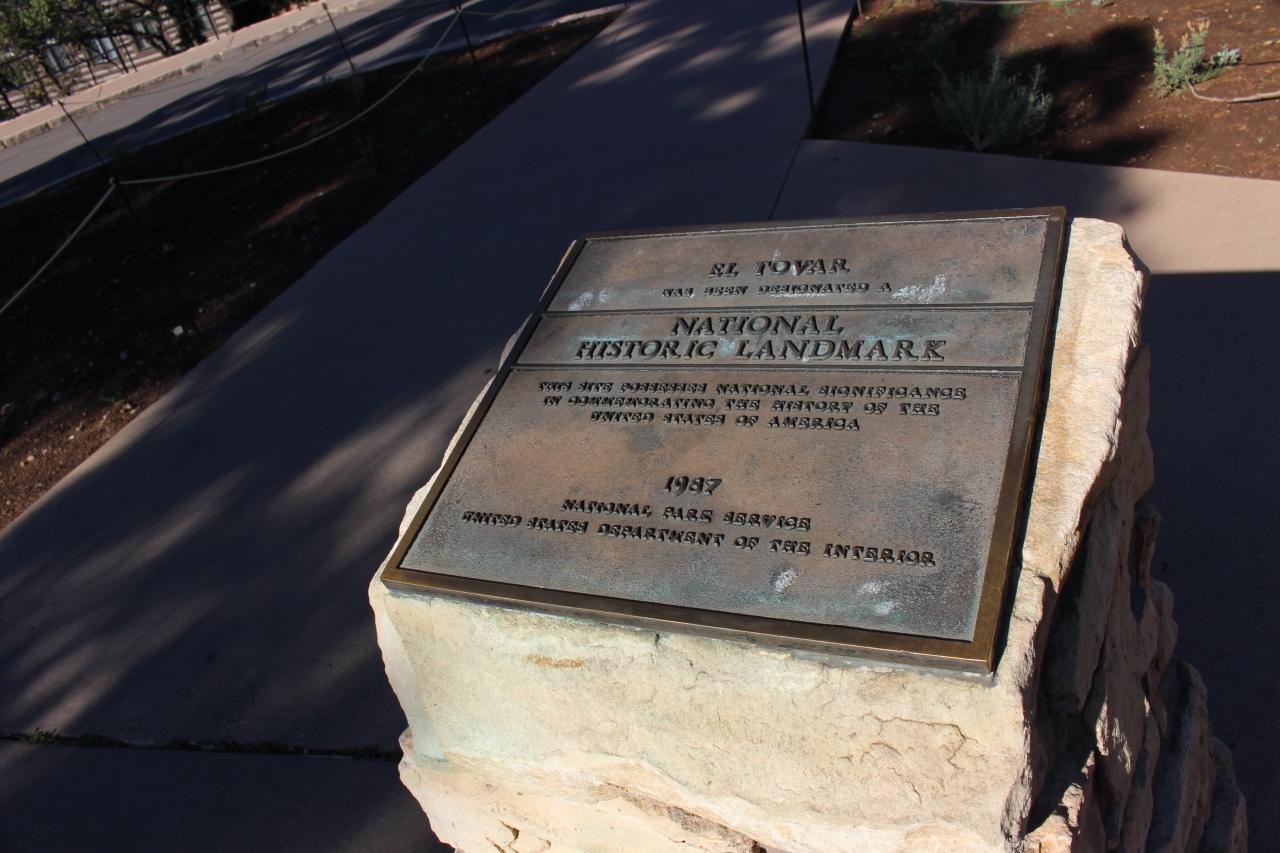 EL TOVAR
HAS BEEN DESIGNATED A
NATIONAL
HISTORIC LANDMARK
THIS SITE POSSESSES NATIONAL SIGNIFICANCE
IN COMMEMORATING THE HISTORY OF THE
UNITED STATES OF AMERICA
1987
NATIONAL PARK SERVICE
UNITED STATES DEPARTMENT OF THE INTERIOR